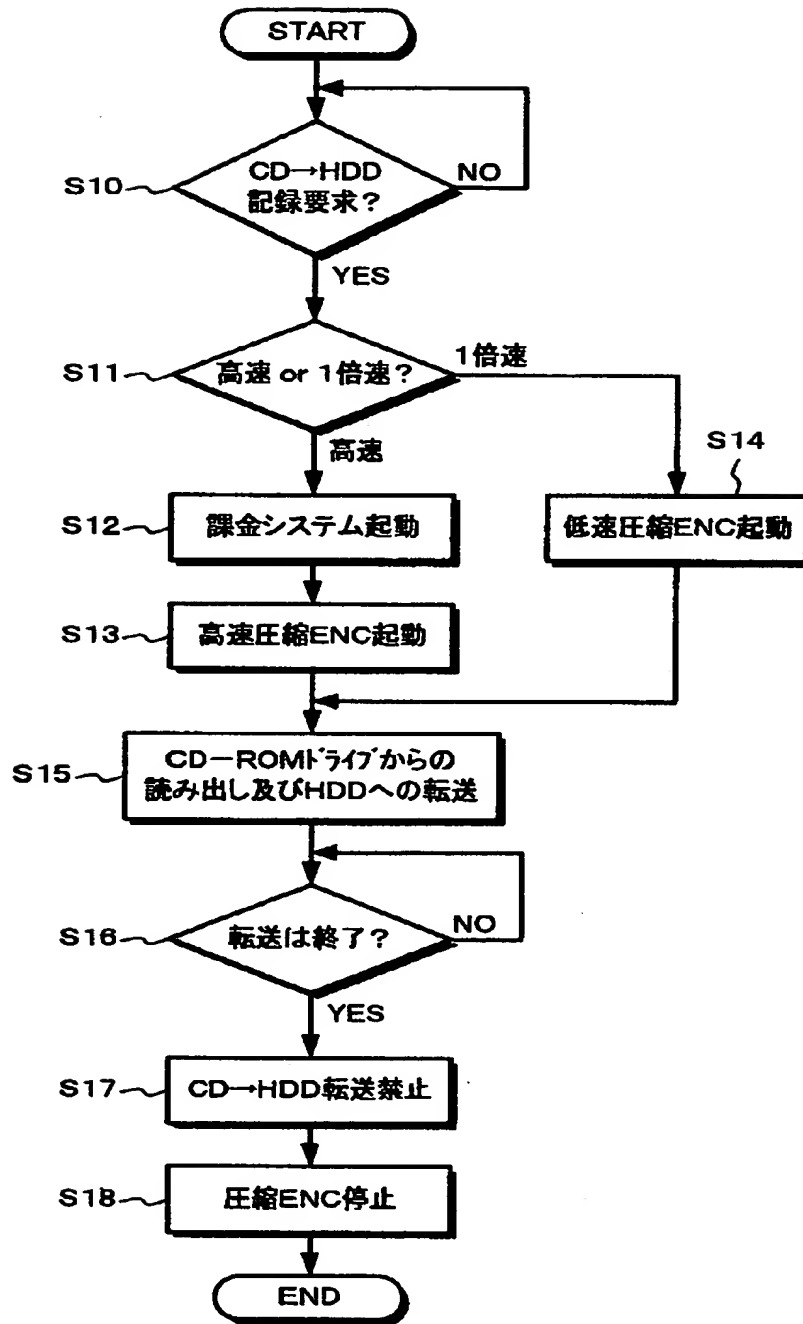 START
S10
CD→HDD
記録要求?
NO
YES
S11
高速 or 1倍速?
1倍速
高速
S14
S12
課金システム起動
低速圧縮ENC起動
S13
高速圧縮ENC起動
S15
CD-ROMドライブからの
読み出し及びHDDへの転送
S16
転送は終了?
NO
YES
S17
CD→HDD転送禁止
S18
圧縮ENC停止
END